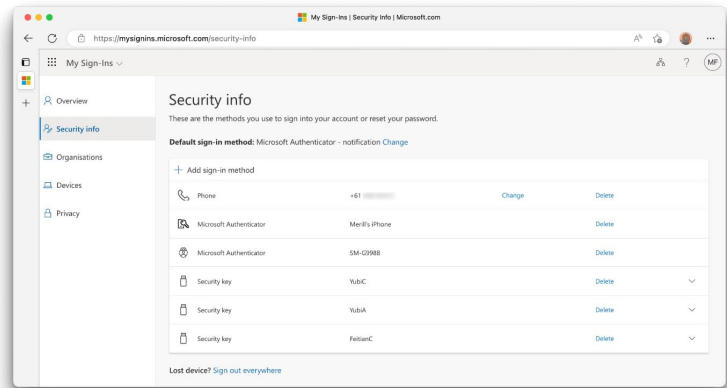 My Sign-Ins | Security Info | Microsoft.com
https://mysignins.microsoft.com/security-info
My Sign-Ins
? MF
Overview
Security info
Organisations
Devices
Privacy
Security info
These are the methods you use to sign into your account or reset your password.
Default sign-in method: Microsoft Authenticator - notification Change
+ Add sign-in method
Phone +61 Change Delete
Microsoft Authenticator Merill's iPhone Delete
Microsoft Authenticator SM-G9988 Delete
Security key YubiC Delete
Security key YubiA Delete
Security key FeitianC Delete
Lost device? Sign out everywhere